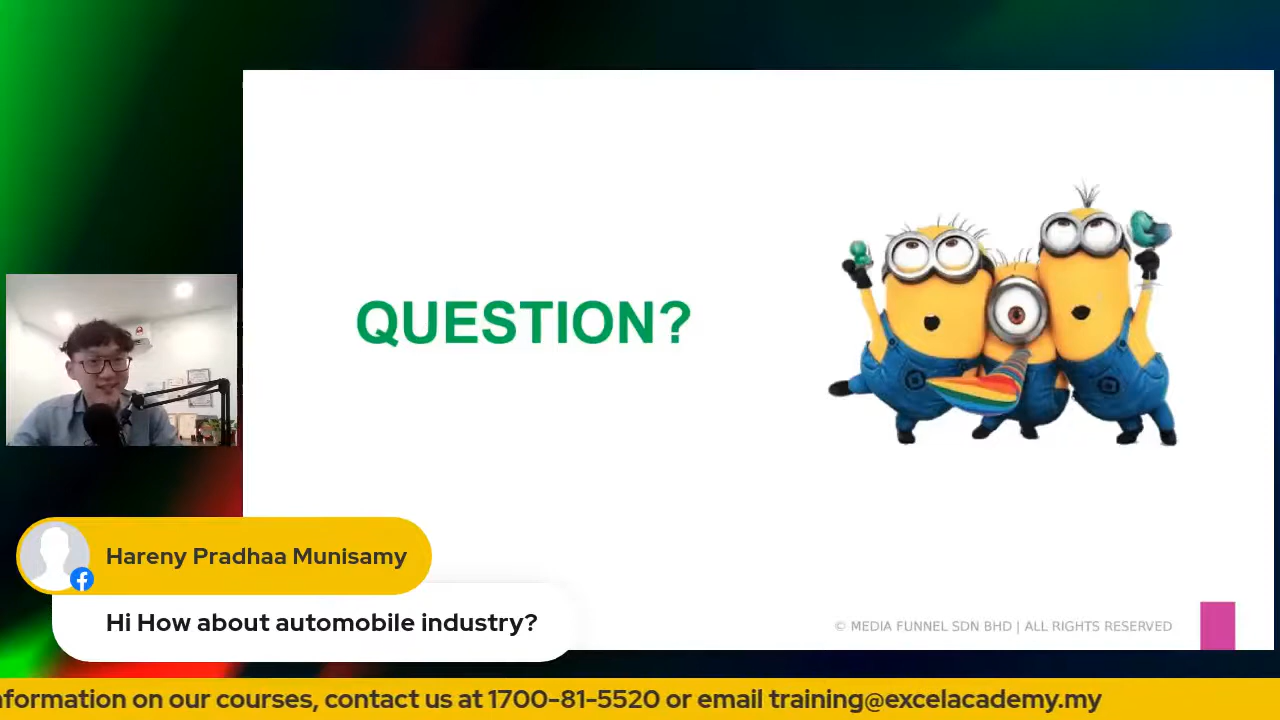 QUESTION?
Hareny Pradhaa Munisamy
Hi How about automobile industry?
© MEDIA FUNNEL SDN BHD | ALL RIGHTS RESERVED
nformation on our courses, contact us at 1700-81-5520 or email training@excelacademy.my